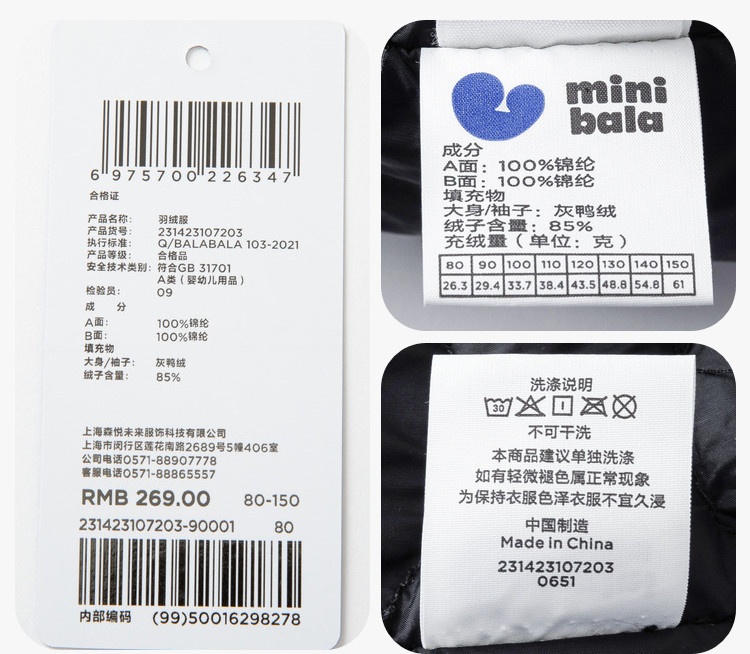 6 975700 226347
合格证
产品名称： 羽绒服
产品货号： 231423107203
执行标准： Q/BALABALA 103-2021
产品等级： 合格品
安全技术类别：符合GB 31701
A类（婴幼儿用品）
检验员： 09
成 分
A面： 100%锦纶
B面： 100%锦纶
填充物
大身/袖子： 灰鸭绒
绒子含量： 85%
上海森悦未来服饰科技有限公司
上海市闵行区莲花南路2689号5幢406室
公司电话0571-88907778
客服电话0571-88865557
RMB 269.00 80-150
231423107203-90001 80
内部编码 (99)50016298278
mini
bala
成分
A面：100%锦纶
B面：100%锦纶
填充物
大身/袖子：灰鸭绒
绒子含量：85%
充绒量（单位：克）
80 90 100 110 120 130 140 150
26.3 29.4 33.7 38.4 43.5 48.8 54.8 61
洗涤说明
30
不可干洗
本商品建议单独洗涤
如有轻微褪色属正常现象
为保持衣服色泽衣服不宜久浸
中国制造
Made in China
231423107203
0651